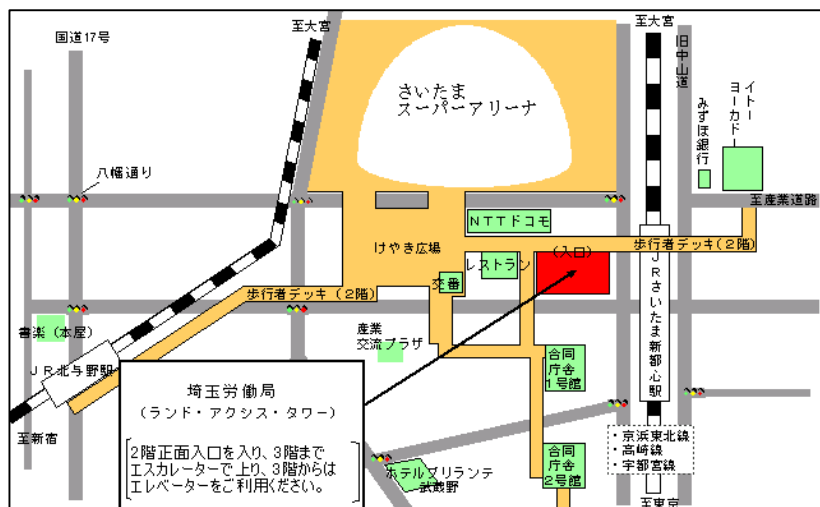 国道17号
至大宮
至大宮
旧中山道
さいたま
スーパーアリーナ
イトー
ヨーカドー
みずほ銀行
八幡通り
至産業道路
NTTドコモ
けやき広場
(入口)
歩行者デッキ(2階)
レストラン
交番
歩行者デッキ(2階)
JRさいたま新都心駅
書楽(本屋)
産業
交流プラザ
JR北与野駅
合同
庁舎
1号館
埼玉労働局
(ランド・アクシス・タワー)
至新宿
2階正面入口を入り、3階まで
エスカレーターで上り、3階からは
エレベーターをご利用ください。
・京浜東北線
・高崎線
・宇都宮線
合同
庁舎
2号館
ホテルブリランテ
武蔵野
至東京